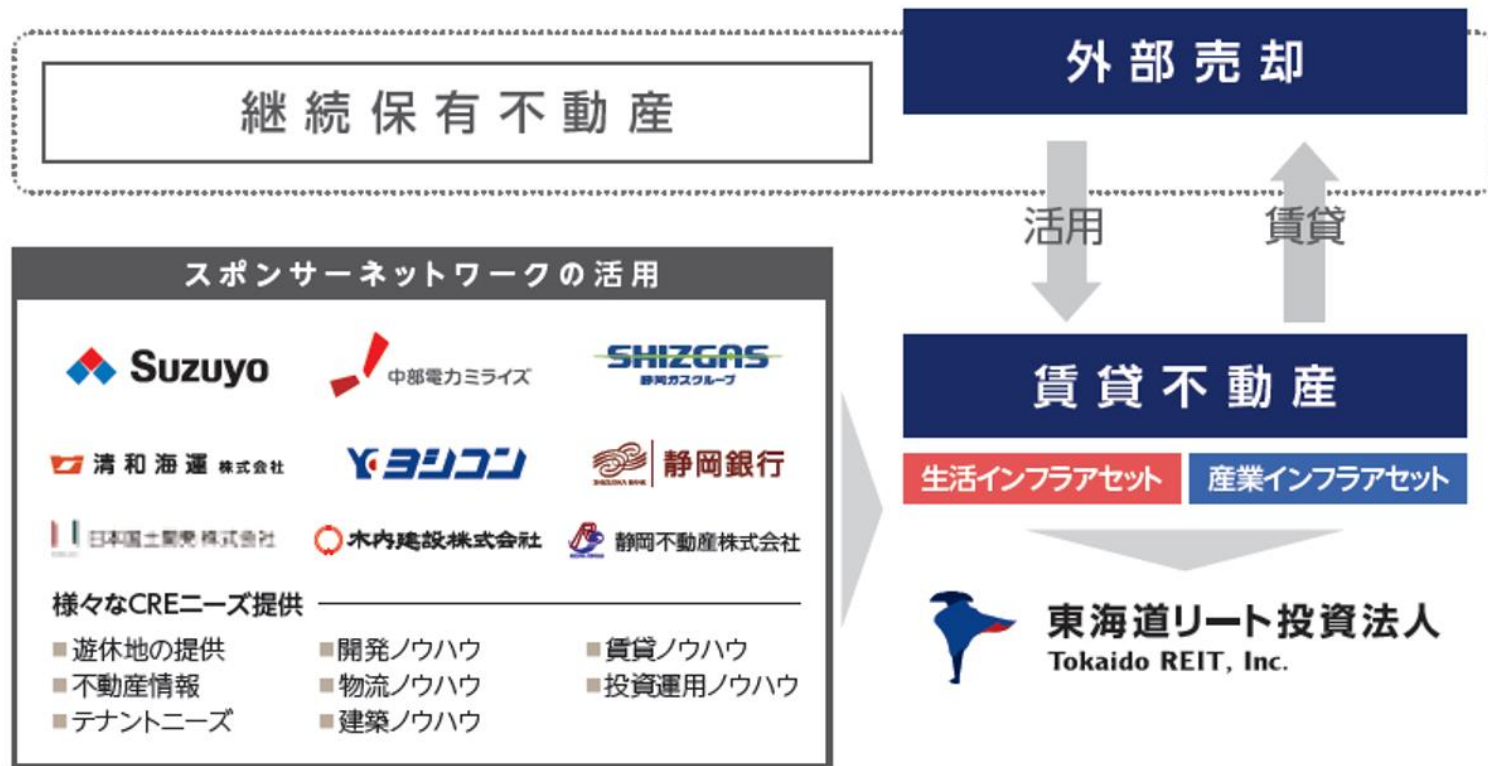 継続保有不動産
外部売却
活用
賃貸
スポンサーネットワークの活用
Suzuyo
中部電力ミライズ
SHIZGAS
静岡ガスグループ
清和海運 株式会社
ヨシコン
静岡銀行
SHIZUOKA BANK
日本国土開発株式会社
木内建設株式会社
静岡不動産株式会社
様々なCREニーズ提供
■遊休地の提供
■不動産情報
■テナントニーズ
■開発ノウハウ
■物流ノウハウ
■建築ノウハウ
■賃貸ノウハウ
■投資運用ノウハウ
賃貸不動産
生活インフラアセット
産業インフラアセット
東海道リート投資法人
Tokaido REIT, Inc.